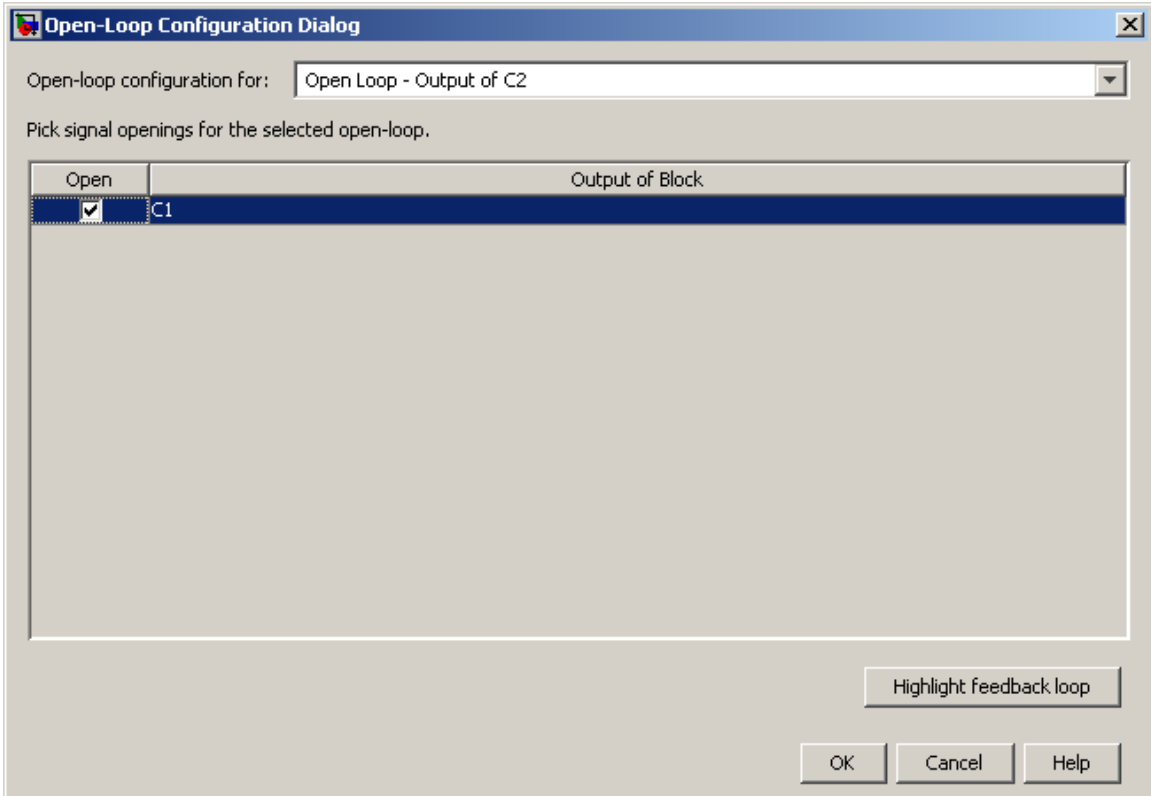 Open-Loop Configuration Dialog
Open-loop configuration for: Open Loop - Output of C2
Pick signal openings for the selected open-loop.
Open Output of Block
C1
Highlight feedback loop
OK Cancel Help